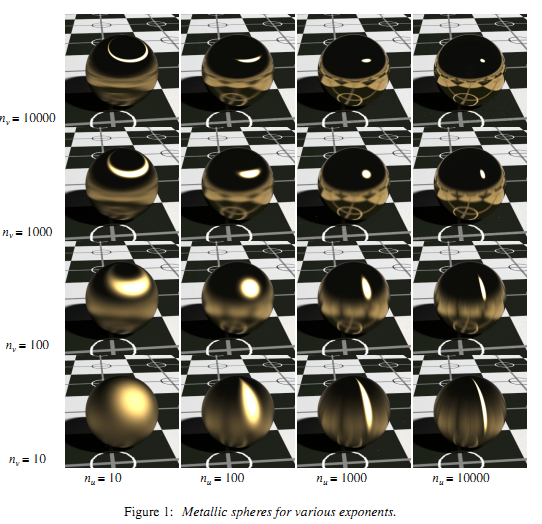 n_v = 10000
n_v = 1000
n_v = 100
n_v = 10
n_u = 10 n_u = 100 n_u = 1000 n_u = 10000
Figure 1: Metallic spheres for various exponents.